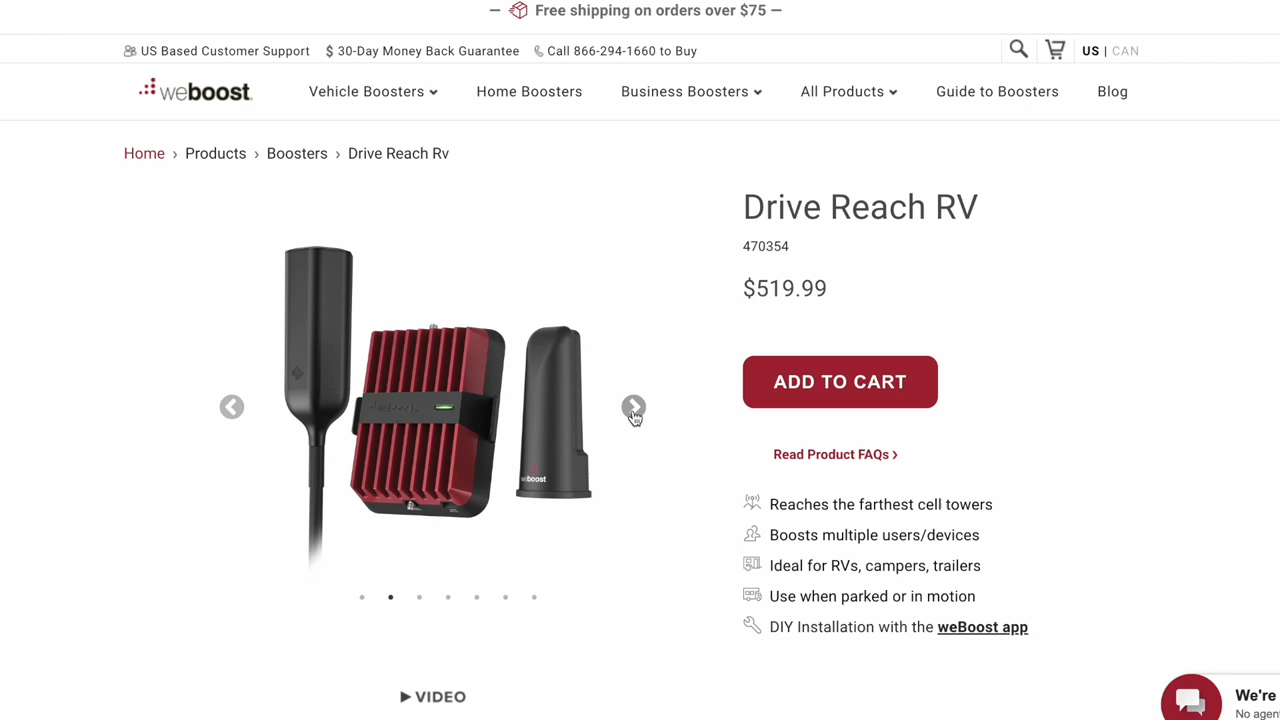 — Free shipping on orders over $75 —
US Based Customer Support $ 30-Day Money Back Guarantee Call 866-294-1660 to Buy US | CAN
weboost Vehicle Boosters Home Boosters Business Boosters All Products Guide to Boosters Blog
Home › Products › Boosters › Drive Reach Rv
Drive Reach RV
470354
$519.99
ADD TO CART
weboost
weboost
Read Product FAQs ›
Reaches the farthest cell towers
Boosts multiple users/devices
Ideal for RVs, campers, trailers
Use when parked or in motion
DIY Installation with the weBoost app
VIDEO
We're
No agent